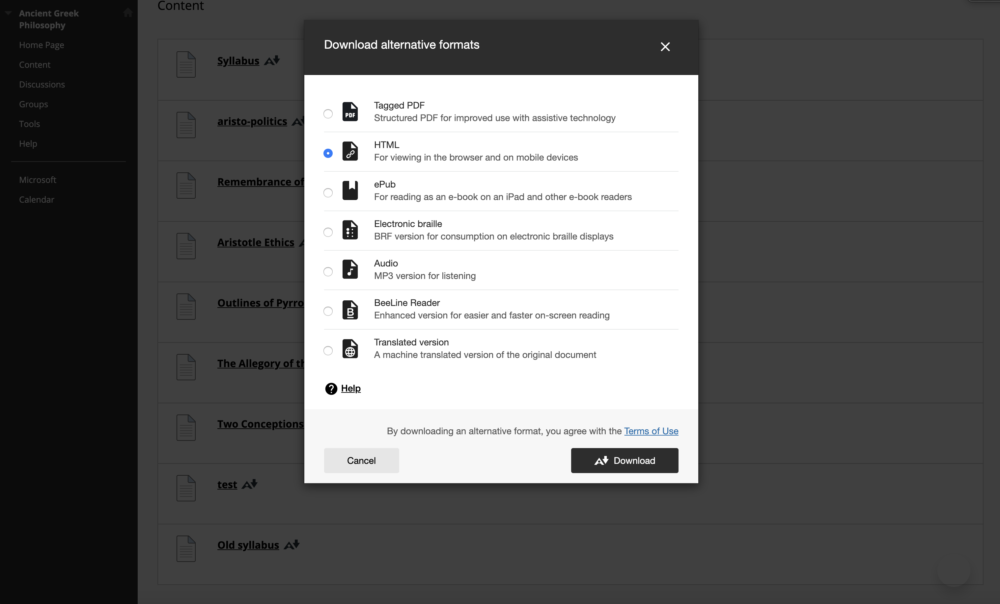 Ancient Greek
Philosophy
Home Page
Content
Discussions
Groups
Tools
Help
Microsoft
Calendar
Content
Syllabus
aristo-politics
Remembrance of
Aristotle Ethics
Outlines of Pyrro
The Allegory of th
Two Conceptions
test
Old syllabus
Download alternative formats
PDF
Tagged PDF
Structured PDF for improved use with assistive technology
HTML
For viewing in the browser and on mobile devices
ePub
For reading as an e-book on an iPad and other e-book readers
Electronic braille
BRF version for consumption on electronic braille displays
Audio
MP3 version for listening
B
BeeLine Reader
Enhanced version for easier and faster on-screen reading
Translated version
A machine translated version of the original document
? Help
By downloading an alternative format, you agree with the Terms of Use
Cancel
Download